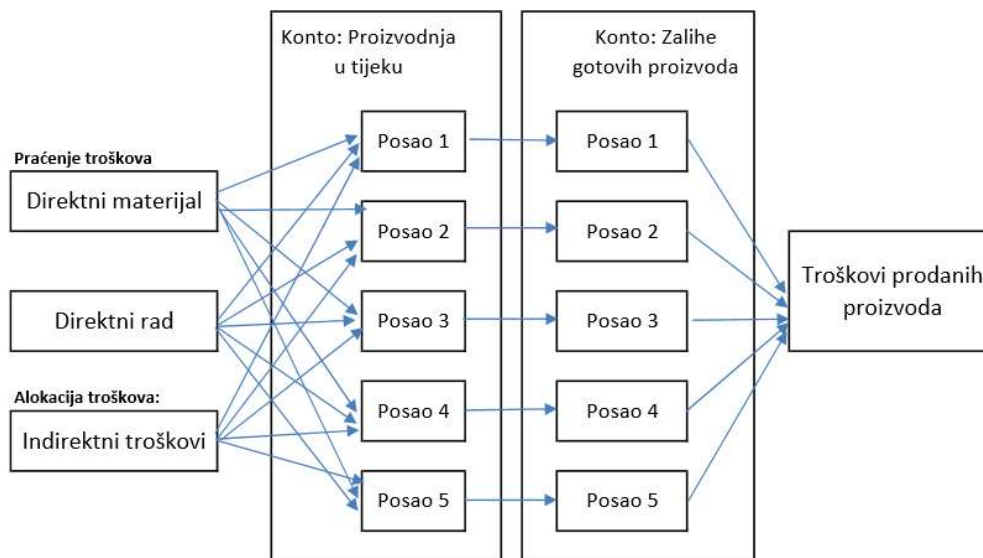 Konto: Proizvodnja
u tijeku
Konto: Zalihe
gotovih proizvoda
Praćenje troškova
Direktni materijal
Direktni rad
Alokacija troškova:
Indirektni troškovi
Posao 1
Posao 2
Posao 3
Posao 4
Posao 5
Posao 1
Posao 2
Posao 3
Posao 4
Posao 5
Troškovi prodanih
proizvoda